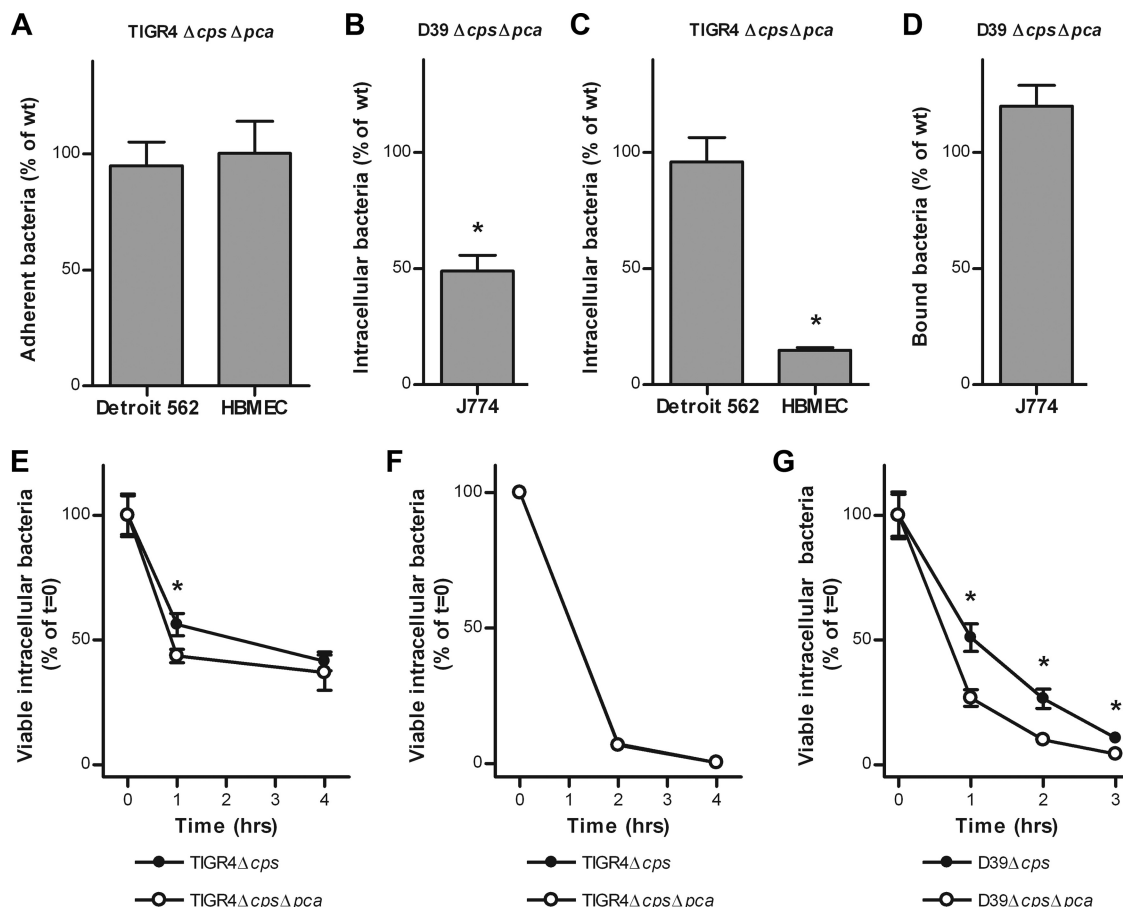 A
TIGR4 ΔcpsΔpca
Adherent bacteria (% of wt)
100
50
0
Detroit 562 HBMEC
B
D39 ΔcpsΔpca
Intracellular bacteria (% of wt)
100
50
0
*
J774
C
TIGR4 ΔcpsΔpca
Intracellular bacteria (% of wt)
100
50
0
*
Detroit 562 HBMEC
D
D39 ΔcpsΔpca
Bound bacteria (% of wt)
100
50
0
J774
E
Viable intracellular bacteria
(% of t=0)
100
50
0
*
0 1 2 3 4
Time (hrs)
TIGR4Δcps
TIGR4ΔcpsΔpca
F
Viable intracellular bacteria
(% of t=0)
100
50
0
0 1 2 3 4
Time (hrs)
TIGR4Δcps
TIGR4ΔcpsΔpca
G
Viable intracellular bacteria
(% of t=0)
100
50
0
*
*
*
0 1 2 3
Time (hrs)
D39Δcps
D39ΔcpsΔpca